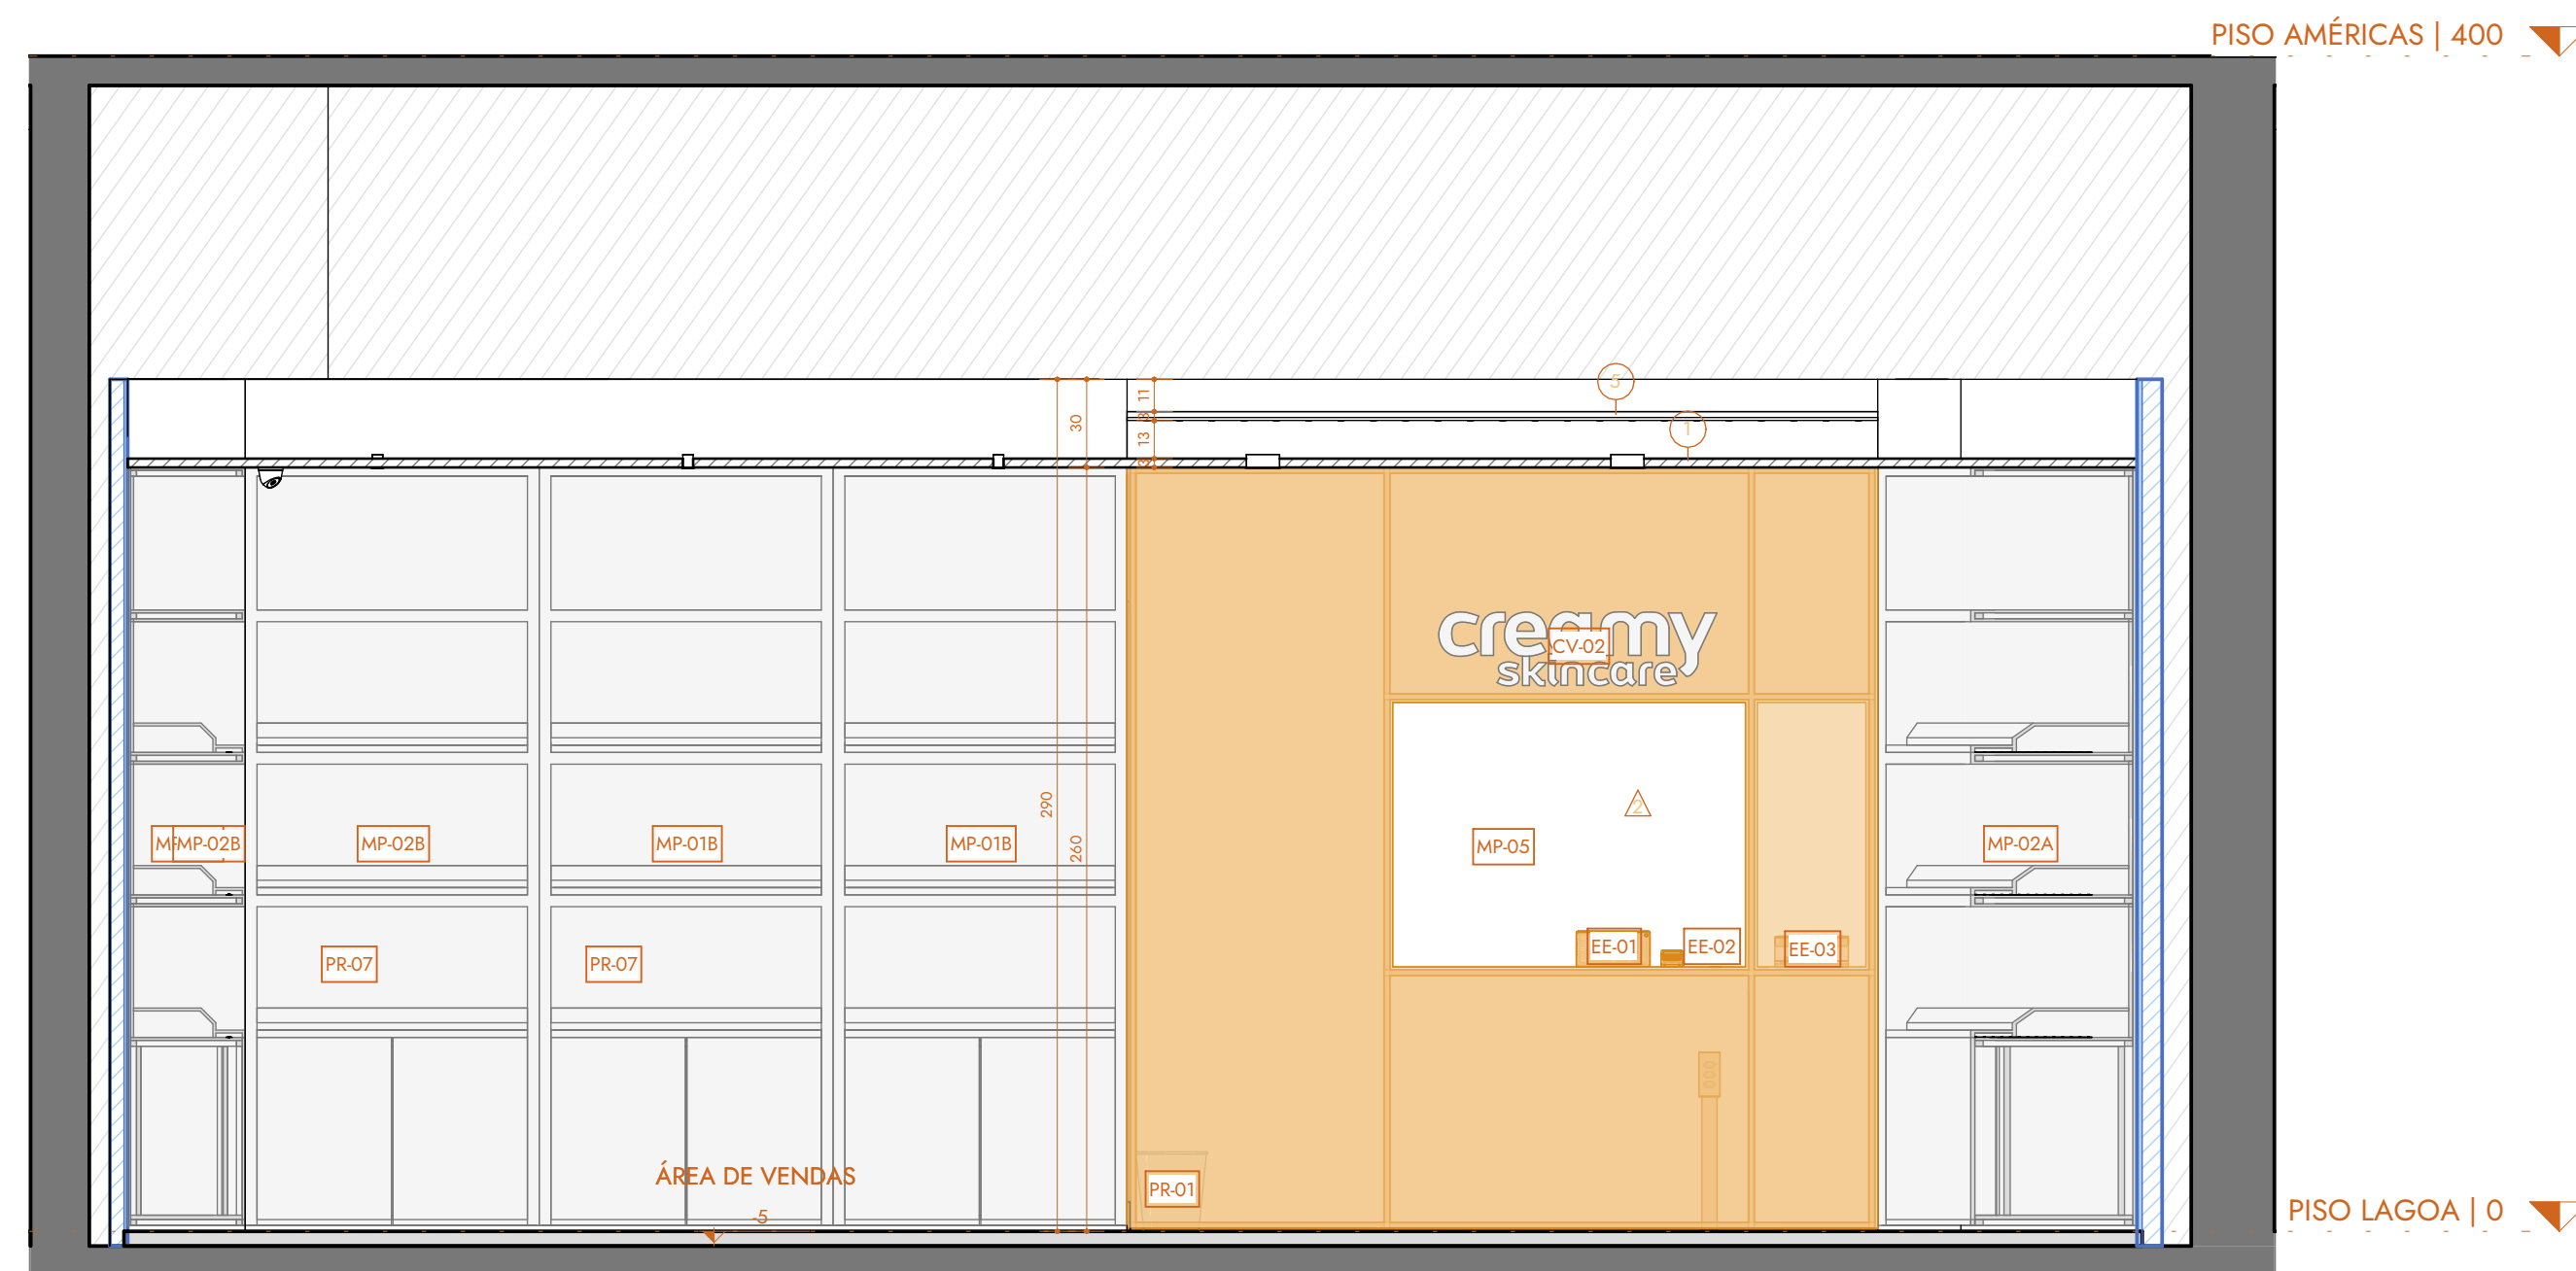 PISO AMÉRICAS | 400
5
11
30
3
1
13
3
creamy
CV-02
skincare
290
2
260
MP-02B
MP-02B
MP-01B
MP-01B
MP-05
MP-02A
EE-01
EE-02
EE-03
PR-07
PR-07
ÁREA DE VENDAS
PR-01
-5
PISO LAGOA | 0